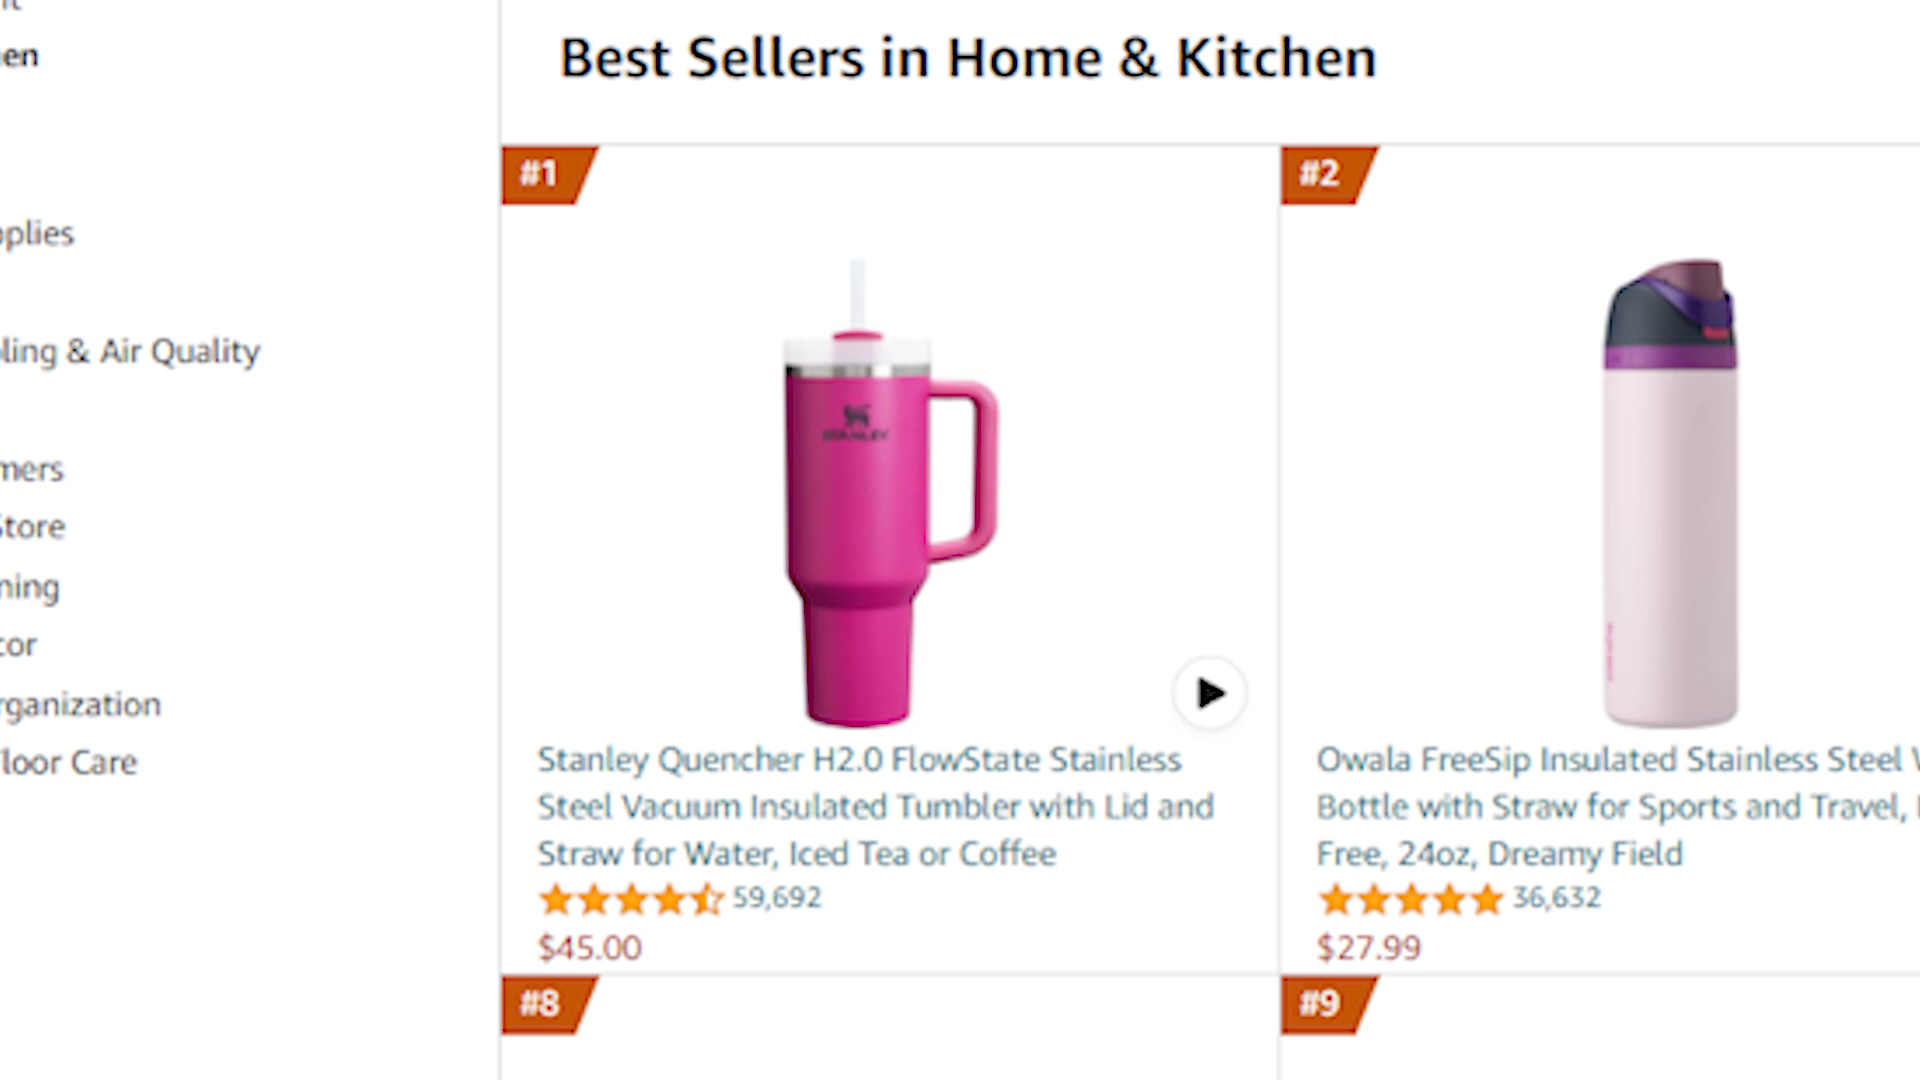 en
Best Sellers in Home & Kitchen
#1
#2
plies
ling & Air Quality
mers
Store
ning
cor
rganization
Floor Care
STANLEY
Stanley Quencher H2.0 FlowState Stainless
Steel Vacuum Insulated Tumbler with Lid and
Straw for Water, Iced Tea or Coffee
59,692
$45.00
Owala FreeSip Insulated Stainless Steel
Bottle with Straw for Sports and Travel,
Free, 24oz, Dreamy Field
36,632
$27.99
#8
#9